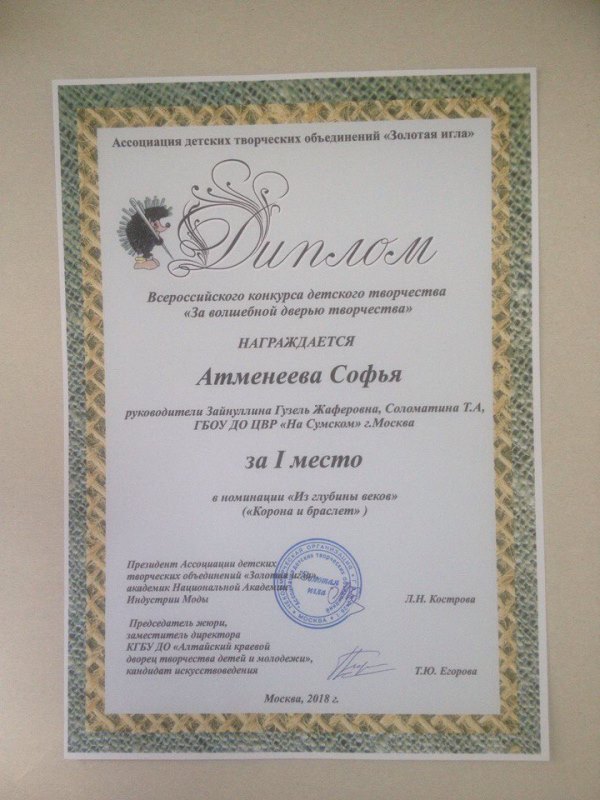 Ассоциация детских творческих объединений «Золотая игла»
Диплом
Всероссийского конкурса детского творчества
«За волшебной дверью творчества»
НАГРАЖДАЕТСЯ
Атменеева Софья
руководители Зайнуллина Гузель Жаферовна, Соломатина Т.А,
ГБОУ ДО ЦВР «На Сумском» г.Москва
за I место
в номинации «Из глубины веков»
(«Корона и браслет» )
Президент Ассоциации детских
творческих объединений «Золотая игла»,
академик Национальной Академии
Индустрии Моды
Л.Н. Кострова
Золотая
игла
МОСКВА
Председатель жюри,
заместитель директора
КГБУ ДО «Алтайский краевой
дворец творчества детей и молодежи»,
кандидат искусствоведения
Т.Ю. Егорова
Москва, 2018 г.